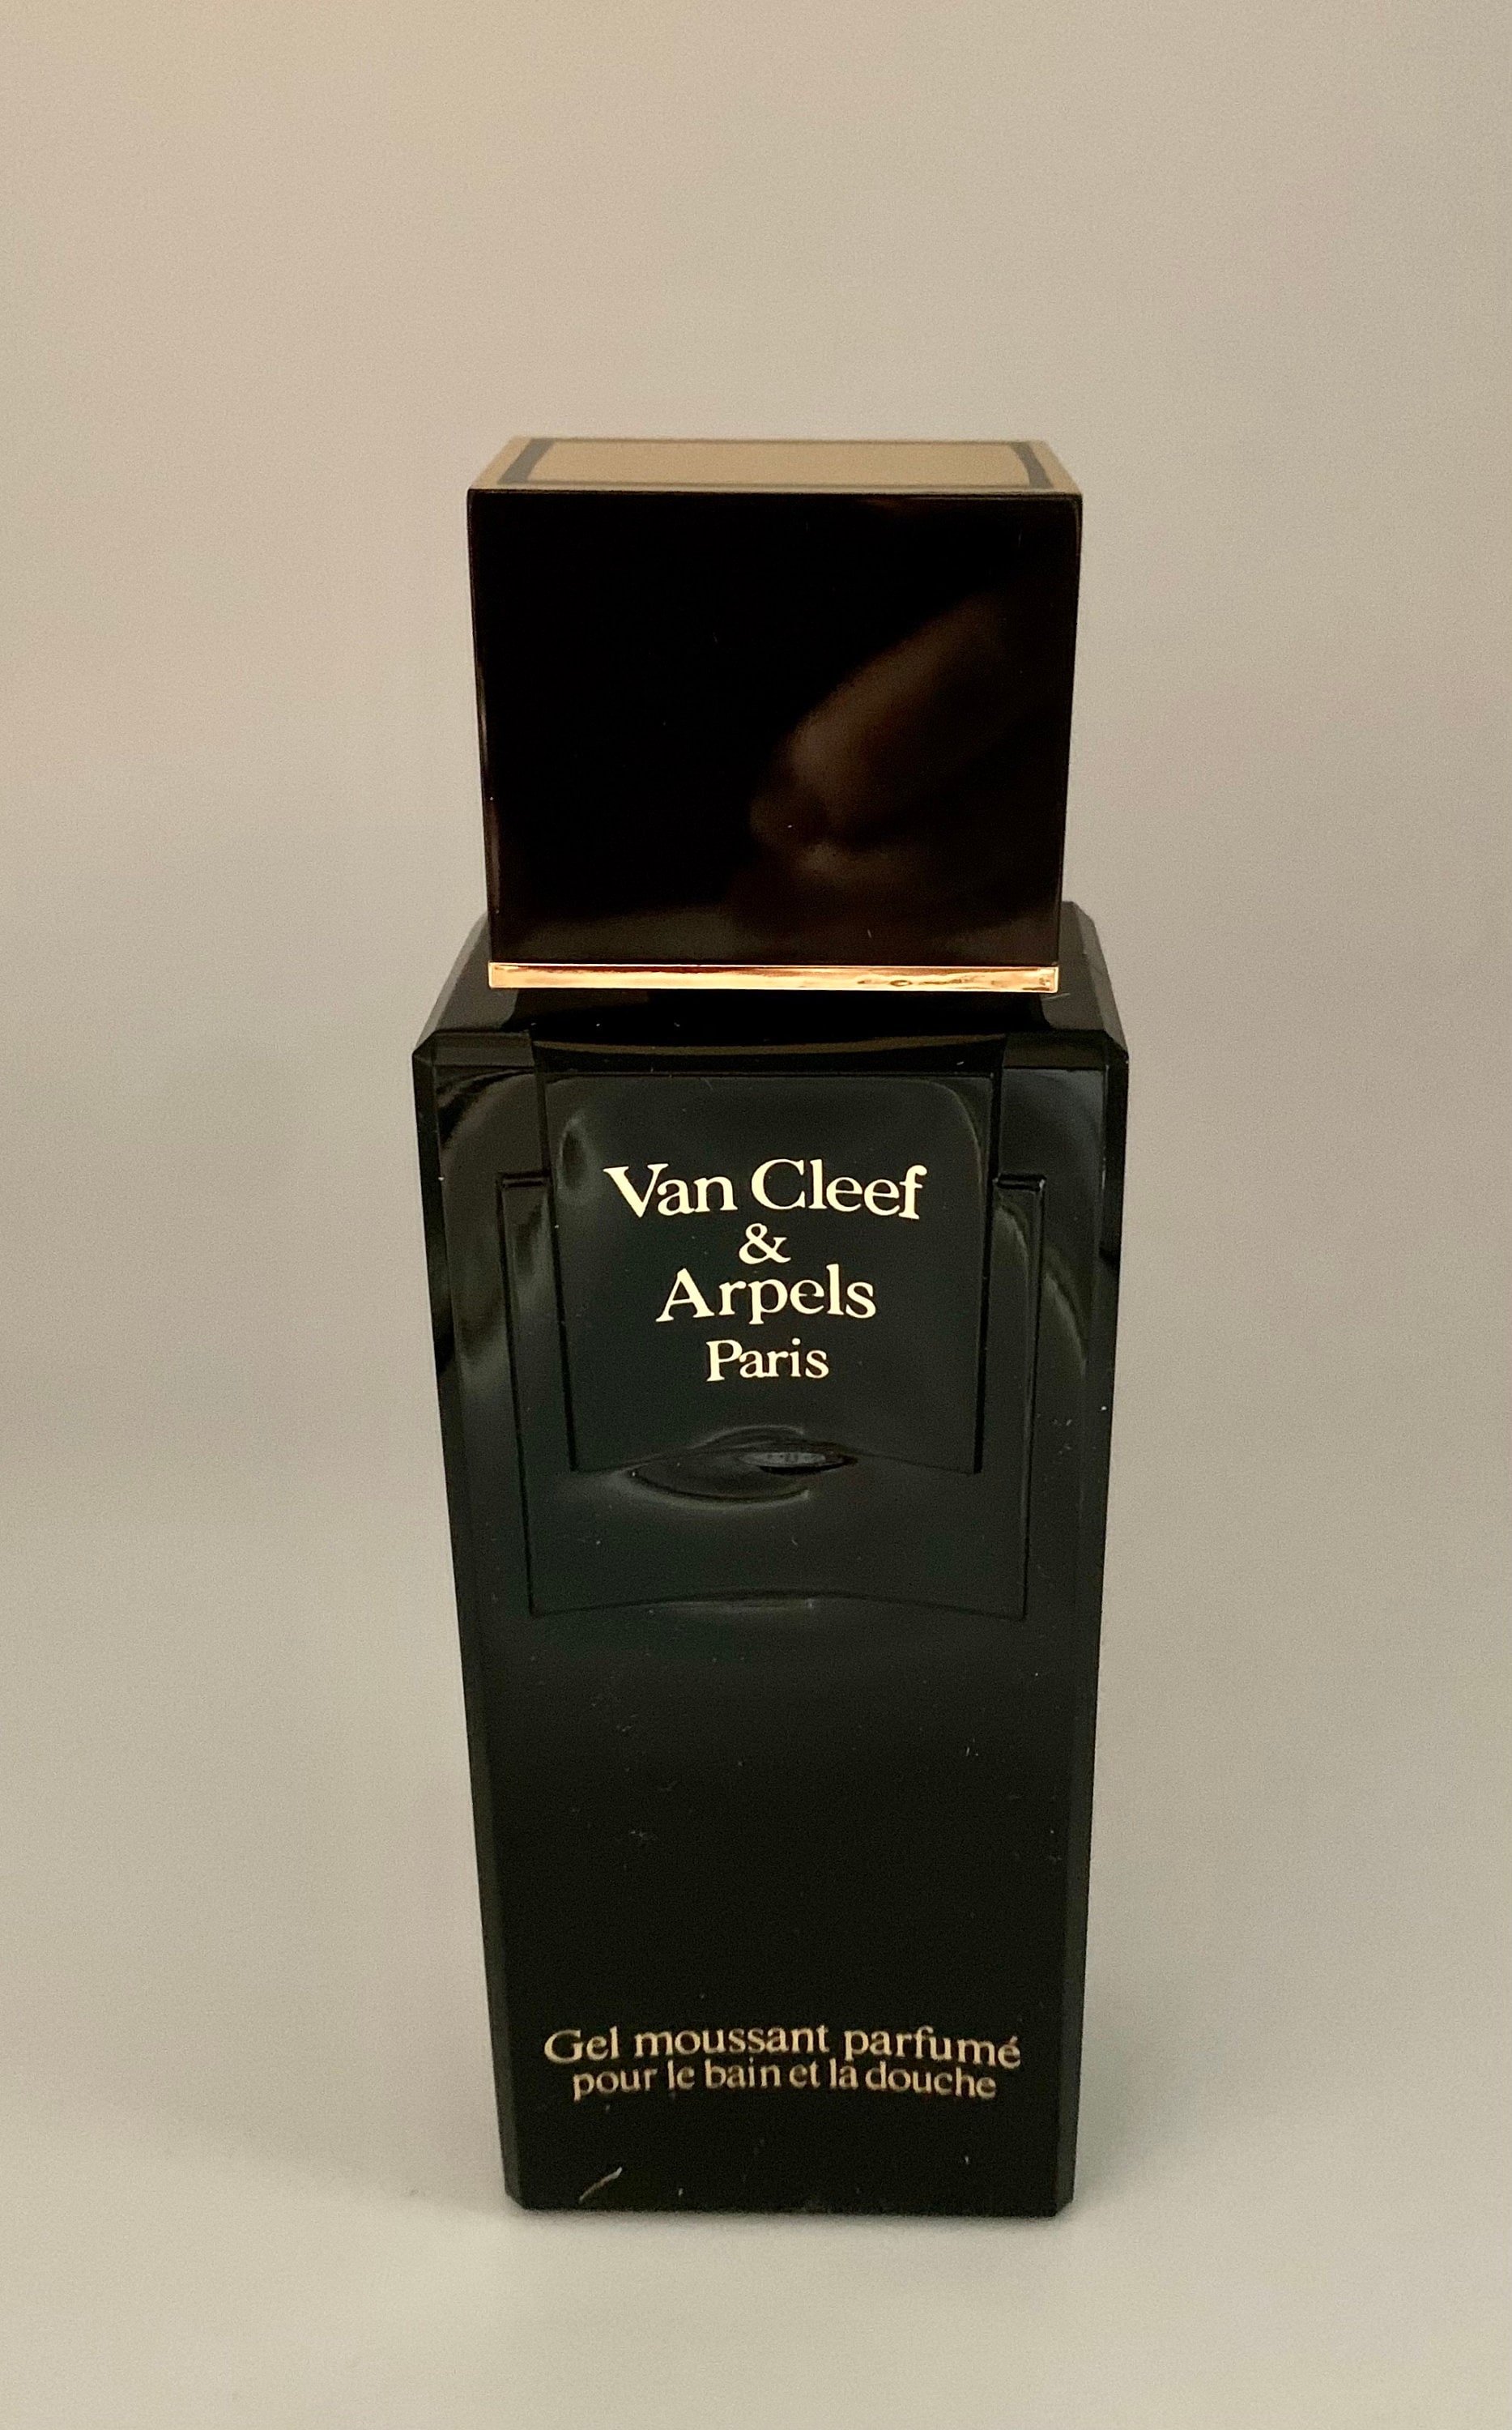 Van Cleef
&
Arpels
Paris
Gel moussant parfumé
pour le bain et la douche